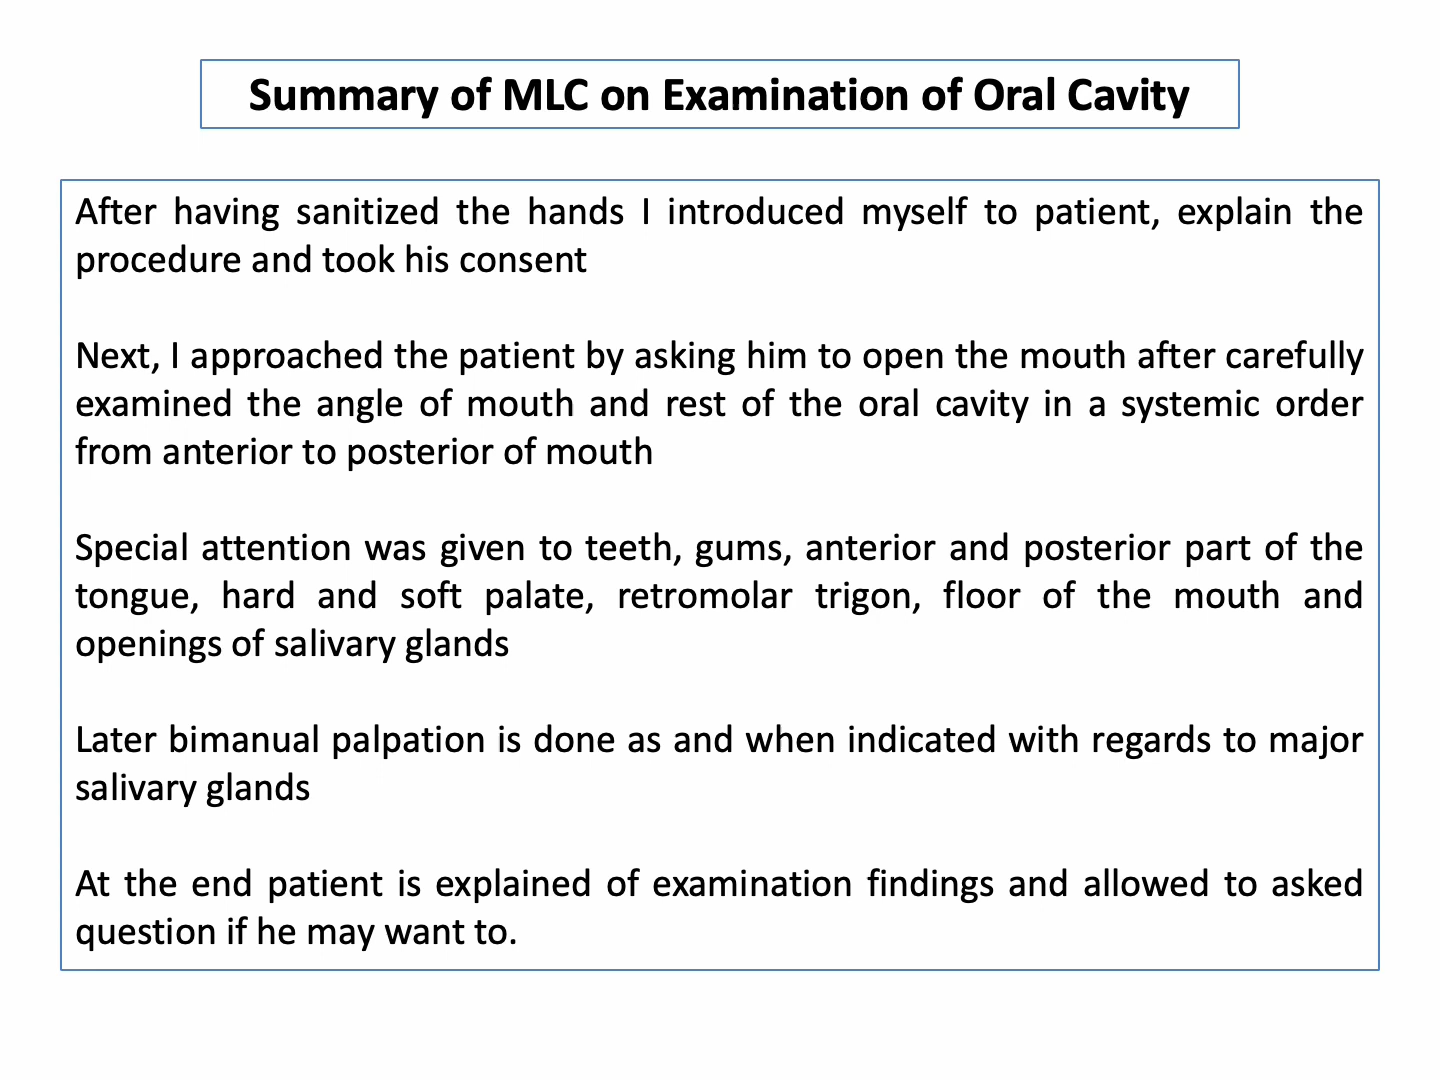 Summary of MLC on Examination of Oral Cavity
After having sanitized the hands I introduced myself to patient, explain the
procedure and took his consent
Next, I approached the patient by asking him to open the mouth after carefully
examined the angle of mouth and rest of the oral cavity in a systemic order
from anterior to posterior of mouth
Special attention was given to teeth, gums, anterior and posterior part of the
tongue, hard and soft palate, retromolar trigon, floor of the mouth and
openings of salivary glands
Later bimanual palpation is done as and when indicated with regards to major
salivary glands
At the end patient is explained of examination findings and allowed to asked
question if he may want to.